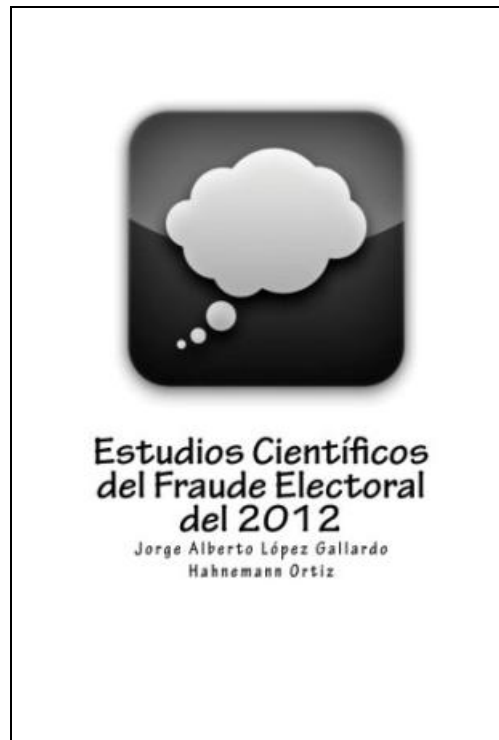 Estudios Científicos
del Fraude Electoral
del 2012
Jorge Alberto López Gallardo
Hahnemann Ortiz